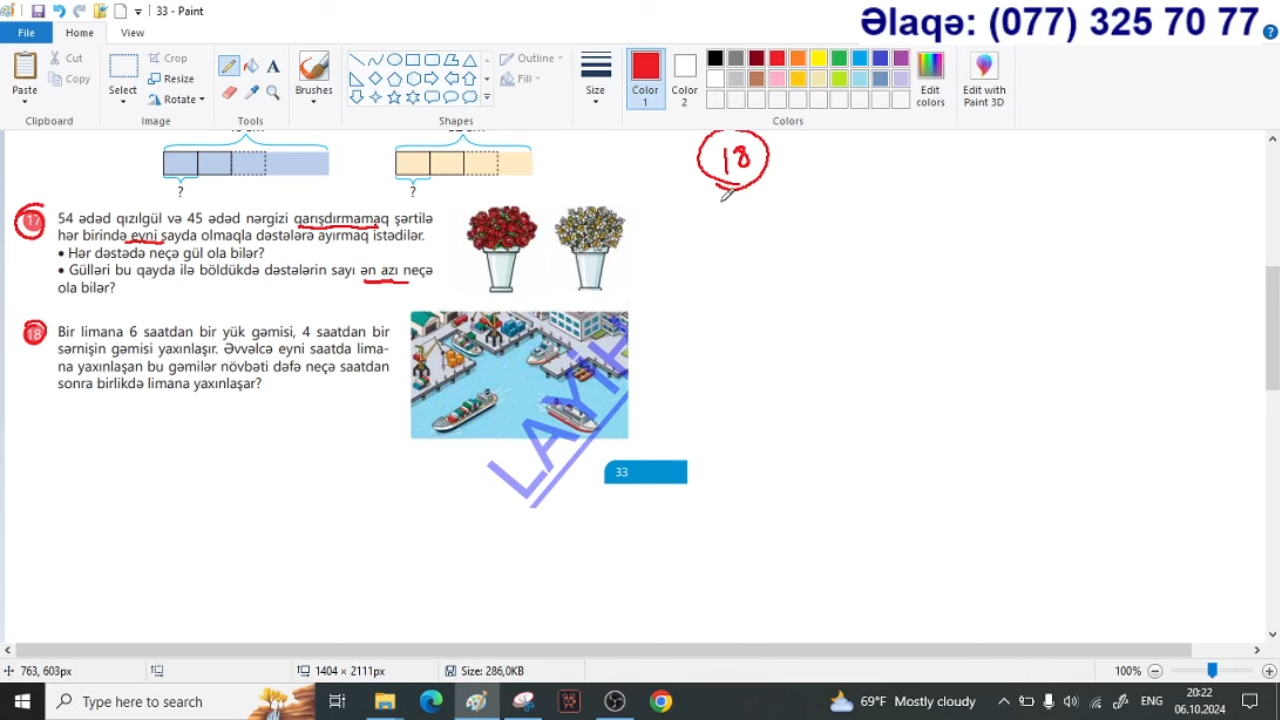 33 - Paint
Əlaqə: (077) 325 70 77
File Home View
Paste
Cut
Copy
Clipboard
Select
Crop
Resize
Rotate
Image
Tools
Brushes
Shapes
Outline
Fill
Size
Color 1
Color 2
Colors
Edit colors
Edit with Paint 3D
? ?
18
17 54 ədəd qızılgül və 45 ədəd nərgizi qarışdırmamaq şərtilə
hər birində eyni sayda olmaqla dəstələrə ayırmaq istədilər.
• Hər dəstədə neçə gül ola bilər?
• Gülləri bu qayda ilə böldükdə dəstələrin sayı ən azı neçə
ola bilər?
18 Bir limana 6 saatdan bir yük gəmisi, 4 saatdan bir
sərnişin gəmisi yaxınlaşır. Əvvəlcə eyni saatda lima-
na yaxınlaşan bu gəmilər növbəti dəfə neçə saatdan
sonra birlikdə limana yaxınlaşar?
LAYİH
33
763, 603px 1404 × 2111px Size: 286,0KB 100%
Type here to search
69°F Mostly cloudy
ENG
20:22
06.10.2024